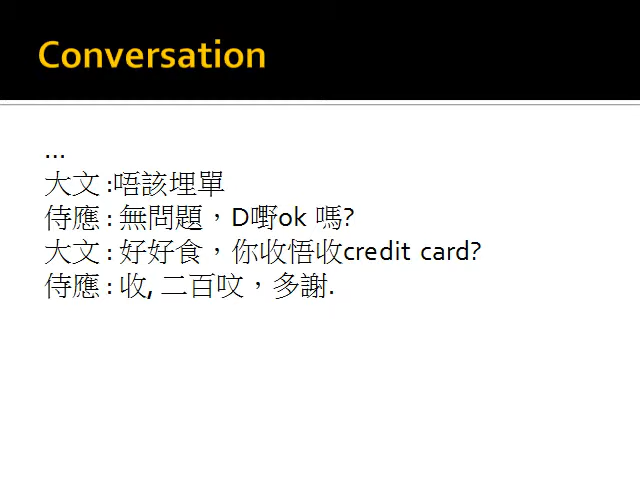 Conversation
...
大文 :唔該埋單
侍應 : 無問題，D嘢ok 嗎?
大文 : 好好食，你收悟收credit card?
侍應 : 收, 二百呅，多謝.